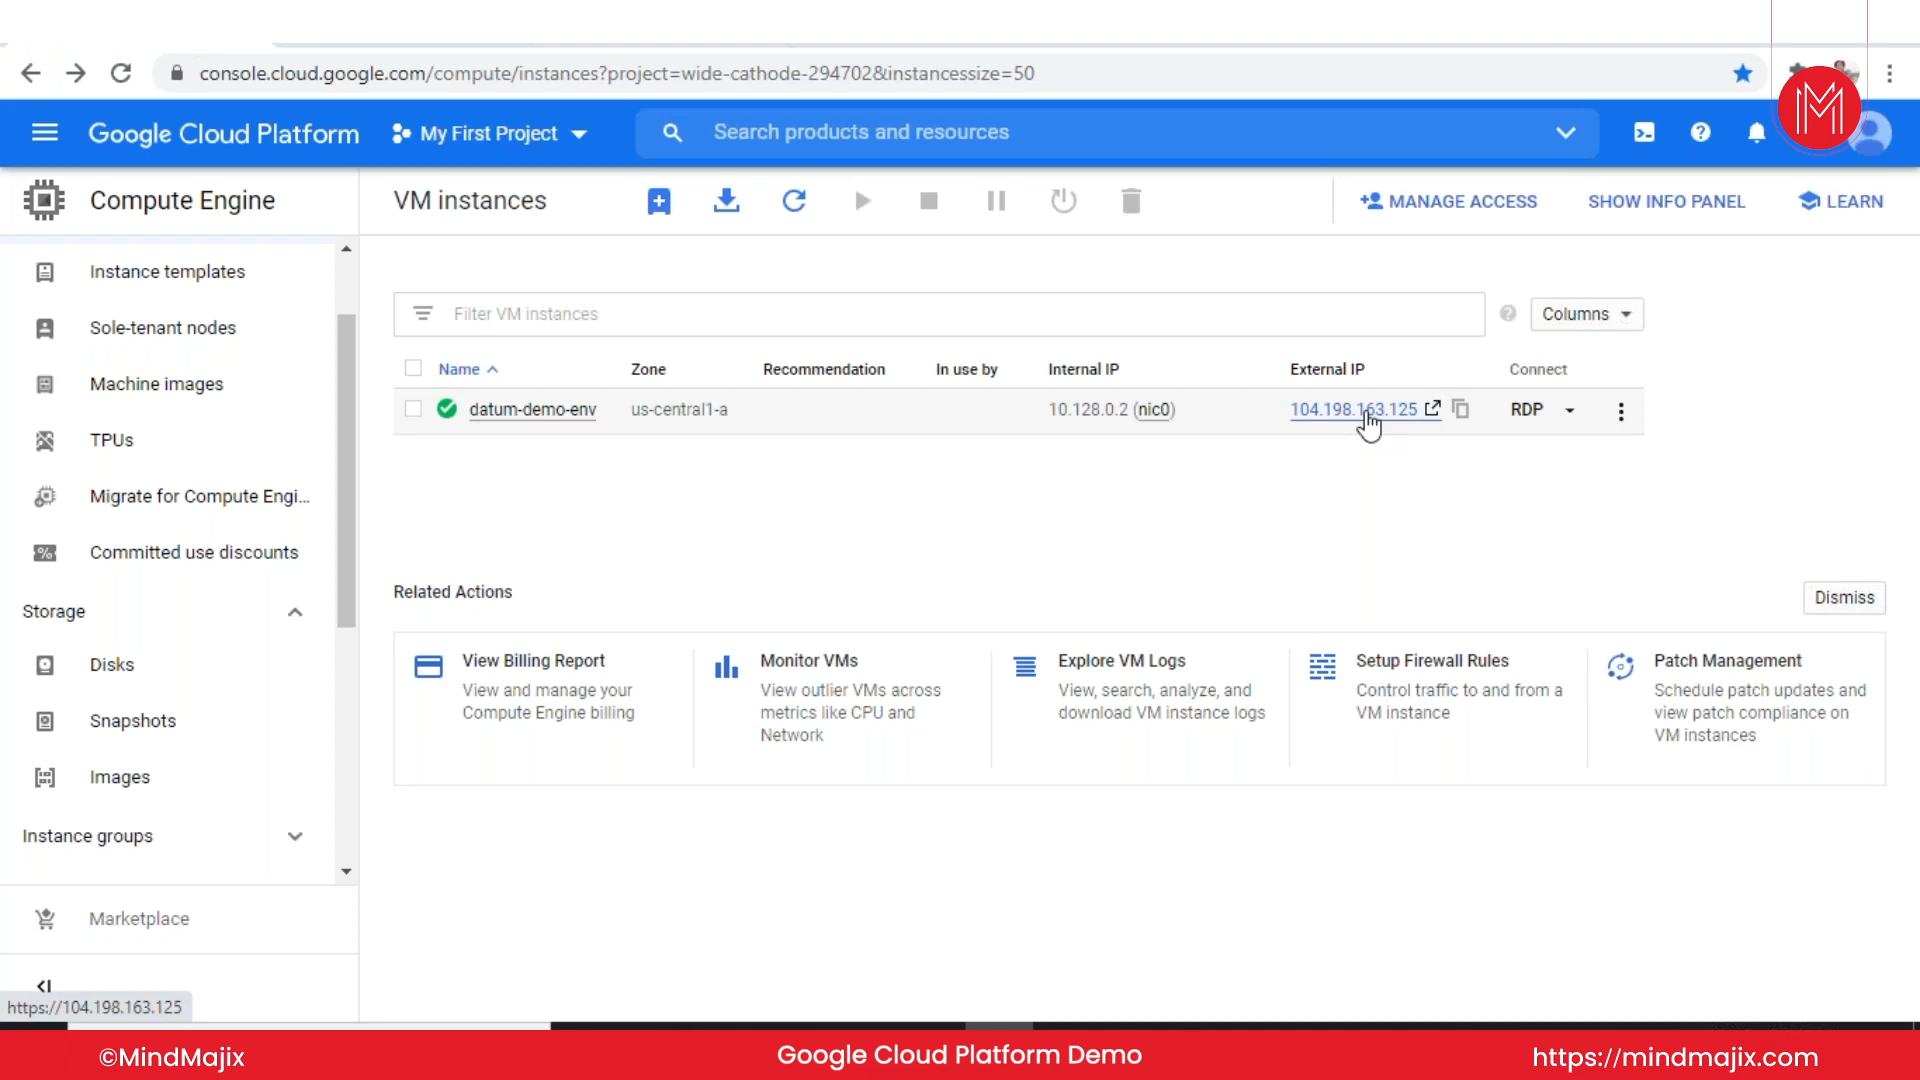 console.cloud.google.com/compute/instances?project=wide-cathode-294702&instancessize=50
Google Cloud Platform
My First Project
Search products and resources
Compute Engine
VM instances
MANAGE ACCESS
SHOW INFO PANEL
LEARN
Instance templates
Sole-tenant nodes
Machine images
TPUs
Migrate for Compute Engi...
Committed use discounts
Storage
Disks
Snapshots
Images
Instance groups
Marketplace
https://104.198.163.125
Filter VM instances
Columns
Name
Zone
Recommendation
In use by
Internal IP
External IP
Connect
datum-demo-env
us-central1-a
10.128.0.2 (nic0)
104.198.163.125
RDP
Related Actions
Dismiss
View Billing Report
View and manage your
Compute Engine billing
Monitor VMs
View outlier VMs across
metrics like CPU and
Network
Explore VM Logs
View, search, analyze, and
download VM instance logs
Setup Firewall Rules
Control traffic to and from a
VM instance
Patch Management
Schedule patch updates and
view patch compliance on
VM instances
©MindMajix
Google Cloud Platform Demo
https://mindmajix.com